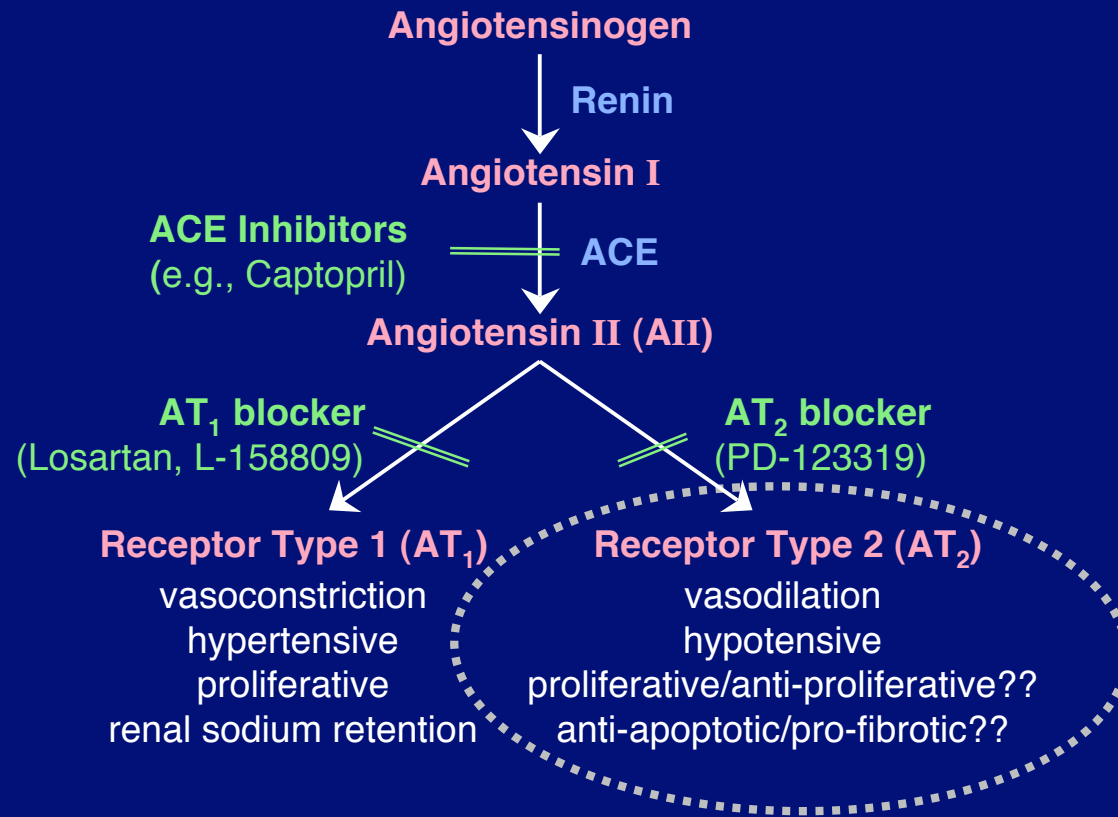 Angiotensinogen
Renin
Angiotensin I
ACE Inhibitors
(e.g., Captopril)
ACE
Angiotensin II (AII)
AT₁ blocker
(Losartan, L-158809)
AT₂ blocker
(PD-123319)
Receptor Type 1 (AT₁)
vasoconstriction
hypertensive
proliferative
renal sodium retention
Receptor Type 2 (AT₂)
vasodilation
hypotensive
proliferative/anti-proliferative??
anti-apoptotic/pro-fibrotic??